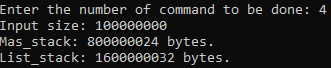 Enter the number of command to be done: 4
Input size: 100000000
Mas_stack: 800000024 bytes.
List_stack: 1600000032 bytes.